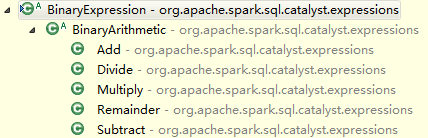 BinaryExpression - org.apache.spark.sql.catalyst.expressions
BinaryArithmetic - org.apache.spark.sql.catalyst.expressions
Add - org.apache.spark.sql.catalyst.expressions
Divide - org.apache.spark.sql.catalyst.expressions
Multiply - org.apache.spark.sql.catalyst.expressions
Remainder - org.apache.spark.sql.catalyst.expressions
Subtract - org.apache.spark.sql.catalyst.expressions